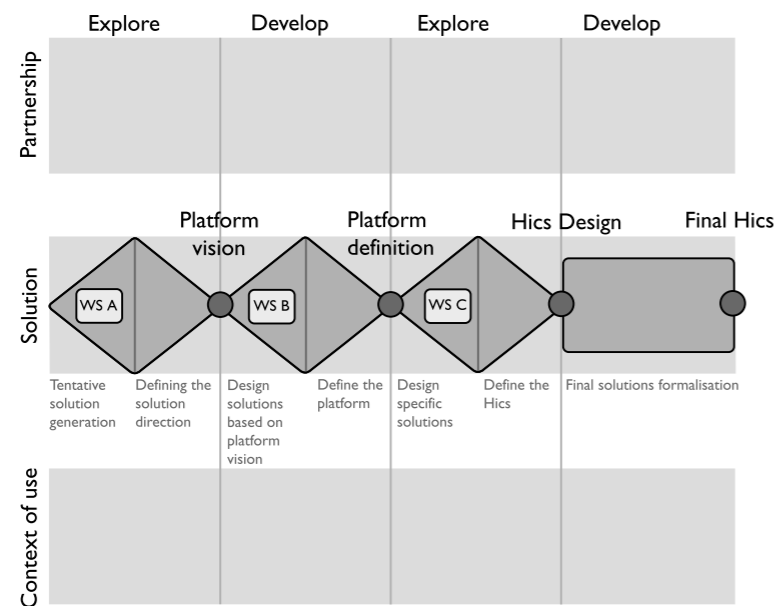 Explore
Develop
Explore
Develop
Partnership
Platform
vision
Platform
definition
Hics Design
Final Hics
Solution
WS A
WS B
WS C
Tentative
solution
generation
Defining the
solution
direction
Design
solutions
based on
platform
vision
Define the
platform
Design
specific
solutions
Define the
Hics
Final solutions formalisation
Context of use